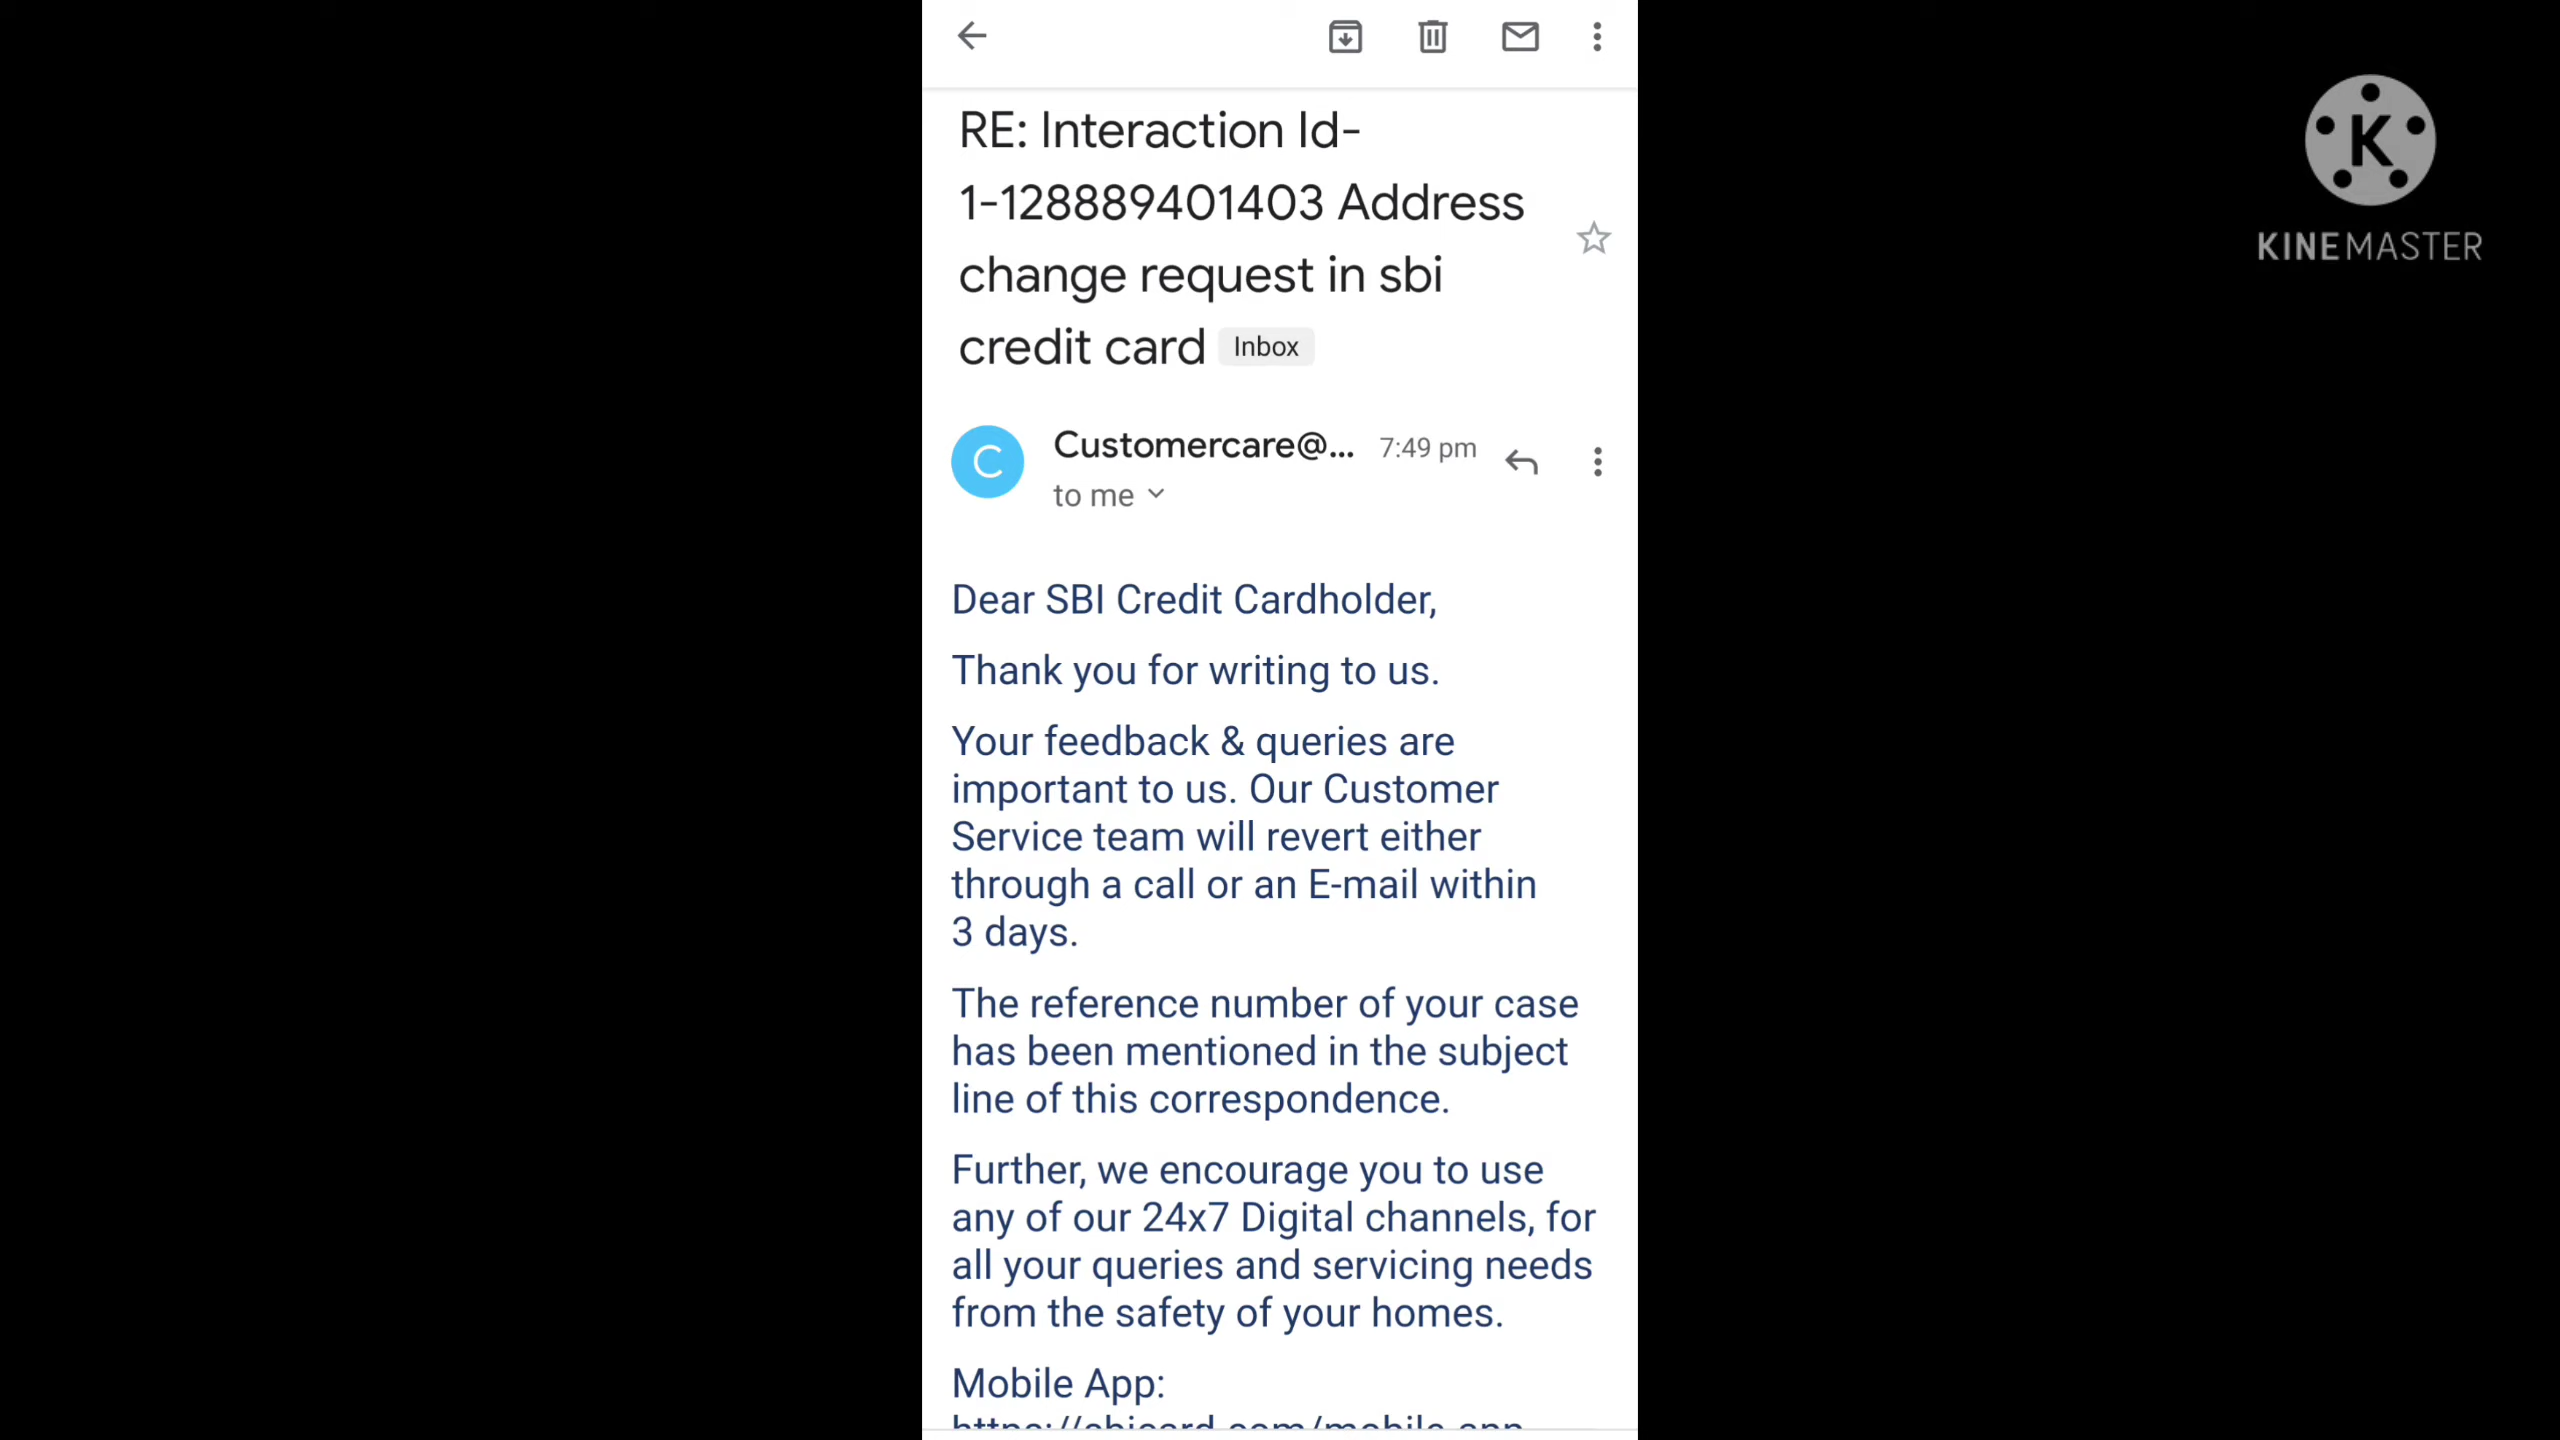 RE: Interaction Id-
1-128889401403 Address
change request in sbi
credit card Inbox
C
Customercare@... 7:49 pm
to me
Dear SBI Credit Cardholder,
Thank you for writing to us.
Your feedback & queries are
important to us. Our Customer
Service team will revert either
through a call or an E-mail within
3 days.
The reference number of your case
has been mentioned in the subject
line of this correspondence.
Further, we encourage you to use
any of our 24x7 Digital channels, for
all your queries and servicing needs
from the safety of your homes.
Mobile App:
https://sbicard.com/mobile-app
K
KINEMASTER